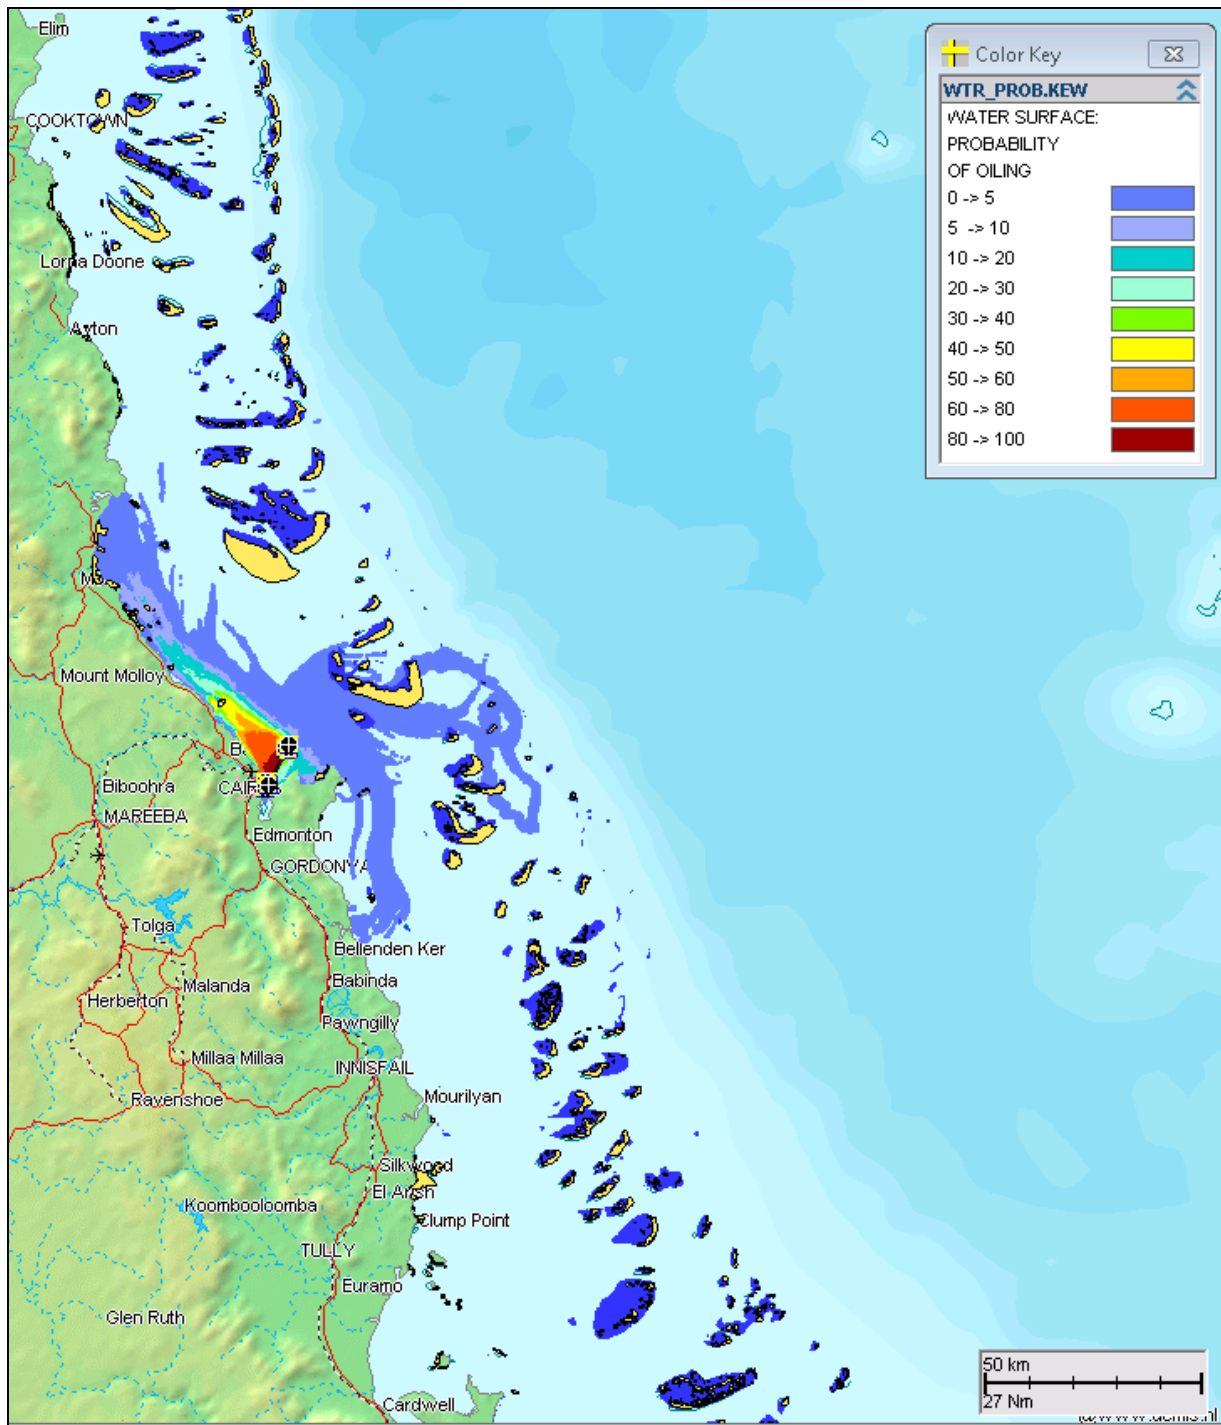 Elim
Color Key
WTR_PROB.KEW
WATER SURFACE:
PROBABILITY
OF OILING
0 -> 5
5 -> 10
10 -> 20
20 -> 30
30 -> 40
40 -> 50
50 -> 60
60 -> 80
80 -> 100
COOKTOWN
Lorna Doone
Ayton
Mount Molloy
Biboohra
MAREEBA
Edmonton
Tolga
Bellenden Ker
Babinda
Malanda
Herberton
Pawngilly
Millaa Millaa
INNISFAIL
Ravenshoe
Mourilyan
Silkwood
El Arish
Koombooloomba
Clump Point
TULLY
Euramo
Glen Ruth
Cardwell
50 km
27 Nm